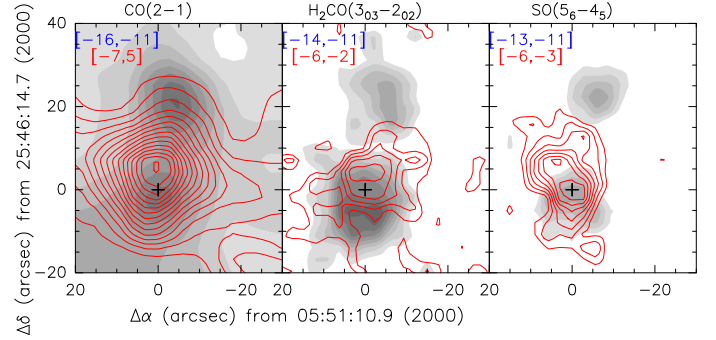 CO(2−1) H₂CO(3₀₃−2₀₂) SO(5₆−4₅)
[−16,−11] [−14,−11] [−13,−11]
[−7,5] [−6,−2] [−6,−3]
40
20
0
−20
20 0 −20 20 0 −20 20 0 −20
Δδ (arcsec) from 25:46:14.7 (2000)
Δα (arcsec) from 05:51:10.9 (2000)